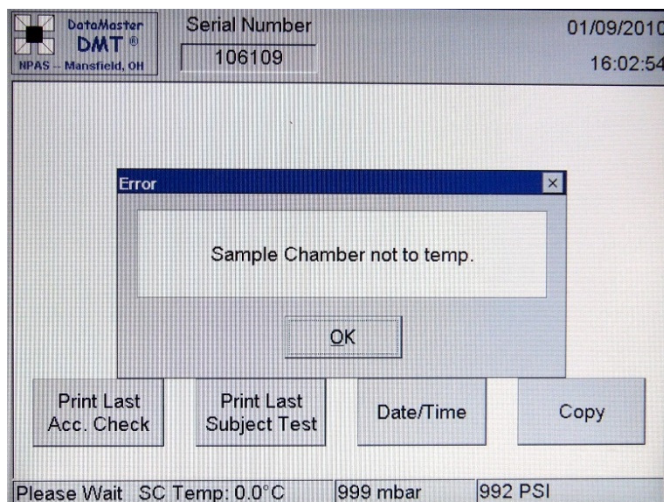 DataMaster
DMT ®
NPAS -- Mansfield, OH
Serial Number
106109
01/09/2010
16:02:54
Error
Sample Chamber not to temp.
OK
Print Last
Acc. Check
Print Last
Subject Test
Date/Time
Copy
Please Wait SC Temp: 0.0°C 999 mbar 992 PSI